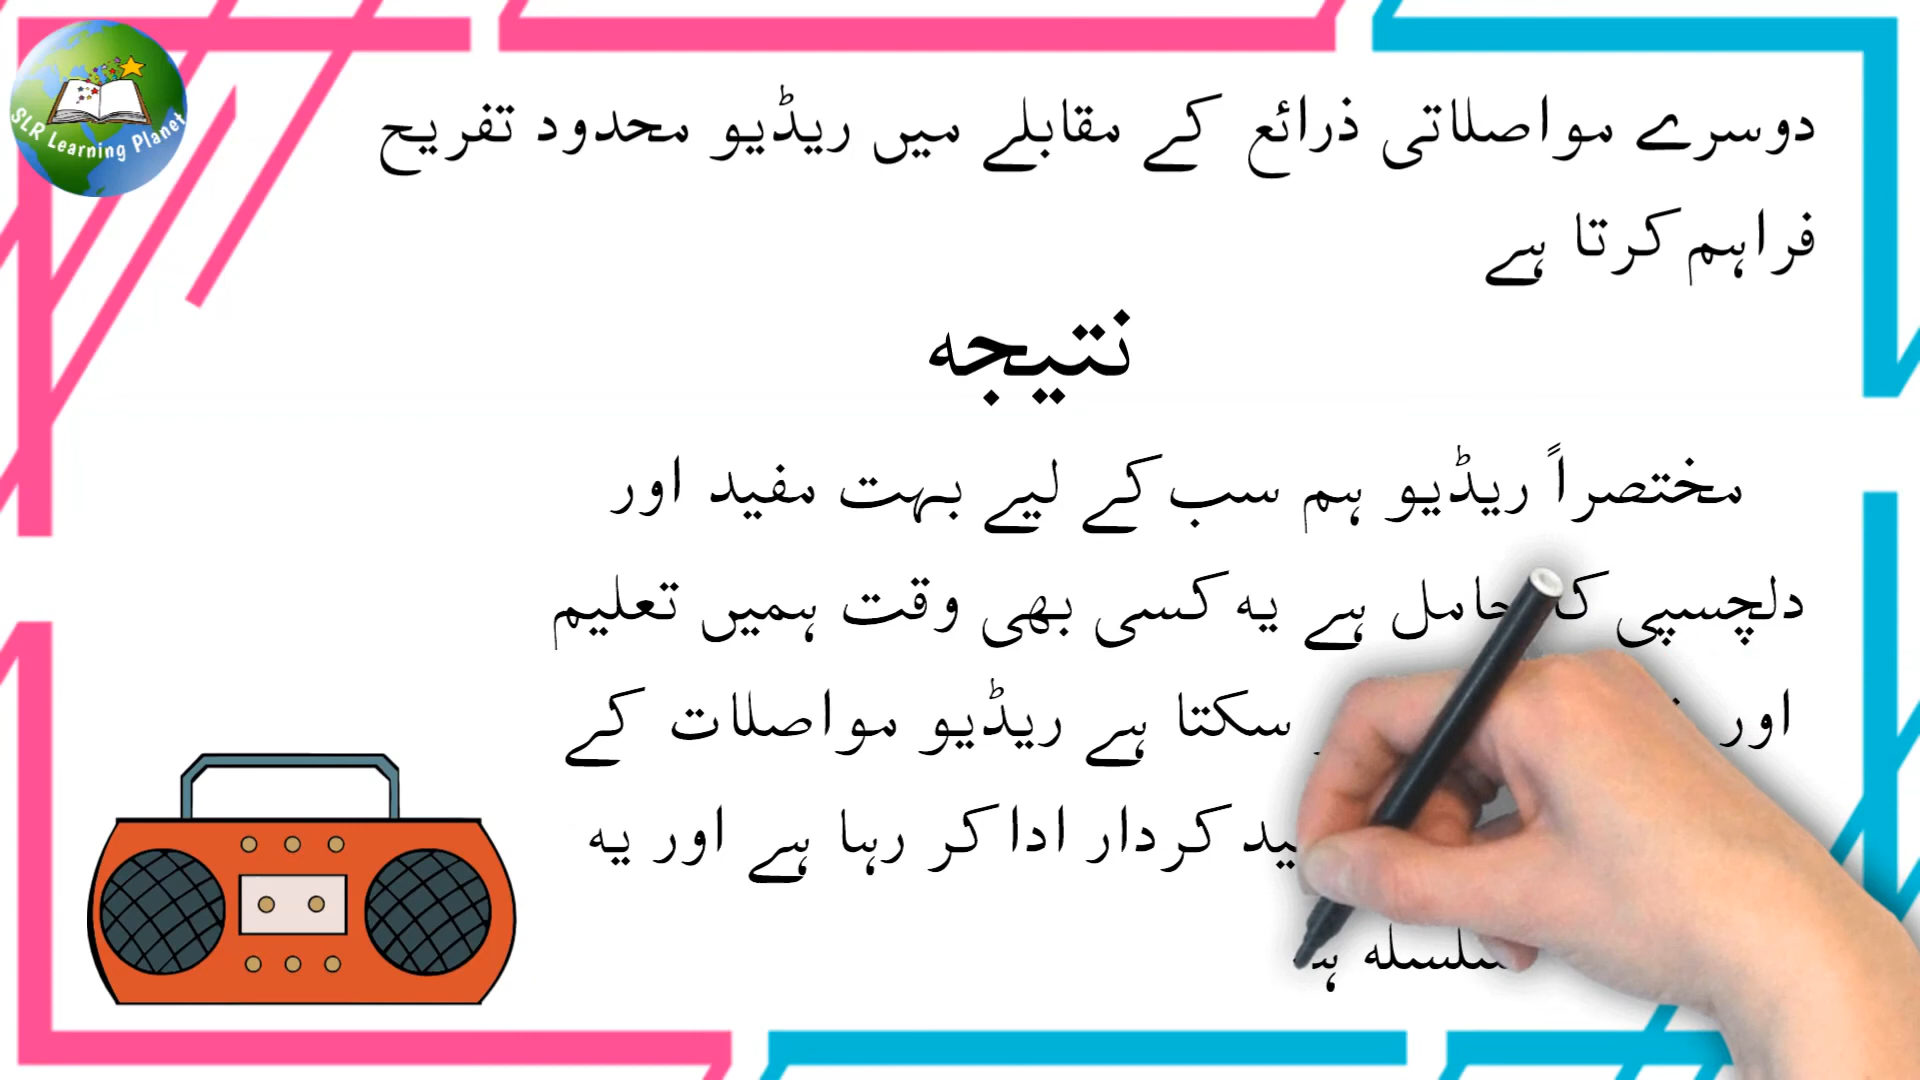 SLR Learning Planet
دوسرے مواصلاتی ذرائع کے مقابلے میں ریڈیو محدود تفریح
فراہم کرتا ہے
نتیجہ
مختصراً ریڈیو ہم سب کے لیے بہت مفید اور
دلچسپی حامل ہے یہ کسی بھی وقت ہمیں تعلیم
اور سکتا ہے ریڈیو مواصلات کے
کردار ادا کر رہا ہے اور یہ
سلسلہ